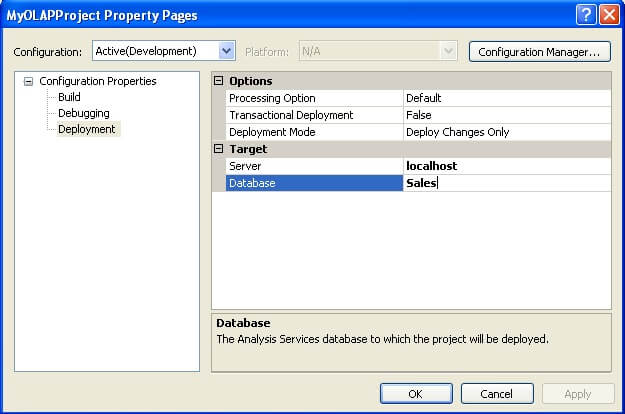 MyOLAPProject Property Pages
Configuration: Active(Development) Platform: N/A Configuration Manager...
Configuration Properties
Build
Debugging
Deployment
Options
Processing Option Default
Transactional Deployment False
Deployment Mode Deploy Changes Only
Target
Server localhost
Database Sales
Database
The Analysis Services database to which the project will be deployed.
OK Cancel Apply